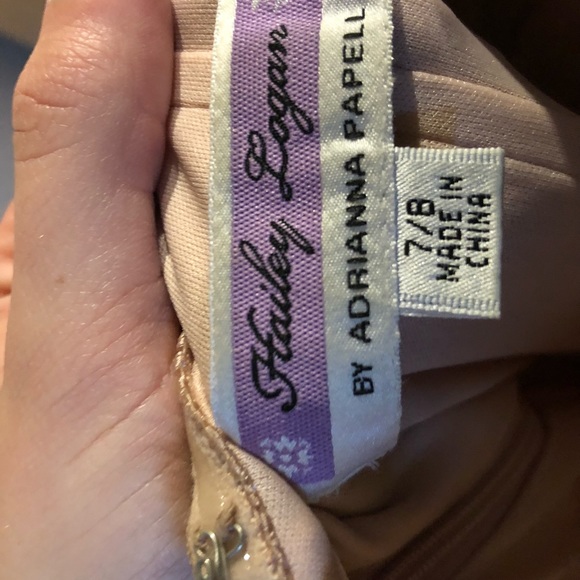 Hailey Logan
BY ADRIANNA PAPELL
7/8
MADE IN
CHINA